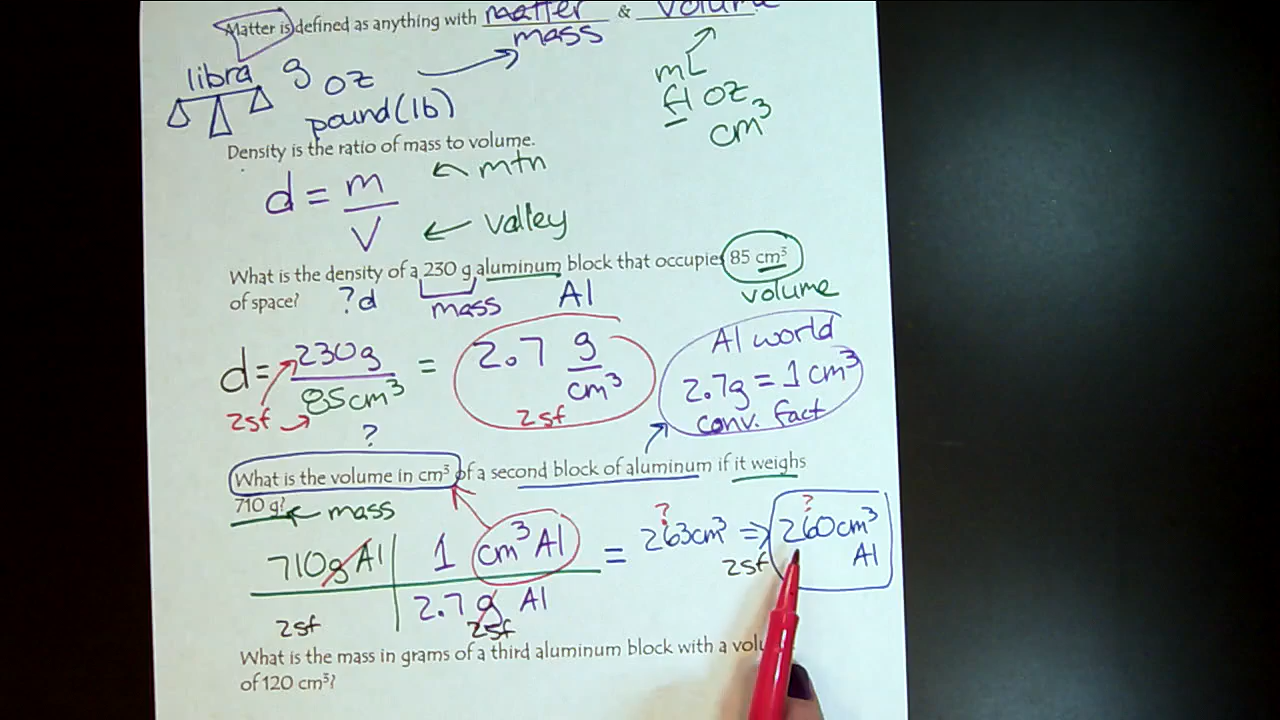 Matter is defined as anything with matter & volume
mass
libra g oz
pound(lb)
mL
fl oz
cm³
Density is the ratio of mass to volume.
d = m/V
← mtn
← valley
What is the density of a 230 g aluminum block that occupies 85 cm³
of space? ?d mass Al volume
d = 230g/85cm³ = 2.7 g/cm³
2sf 2sf
Al world
2.7g = 1 cm³
conv. fact
?
What is the volume in cm³ of a second block of aluminum if it weighs
710 g? ← mass
710g Al | 1 cm³ Al = 263cm³ ⇒ 260cm³
? ?
2sf Al
2sf | 2.7 g Al
2sf
What is the mass in grams of a third aluminum block with a volu
of 120 cm³?